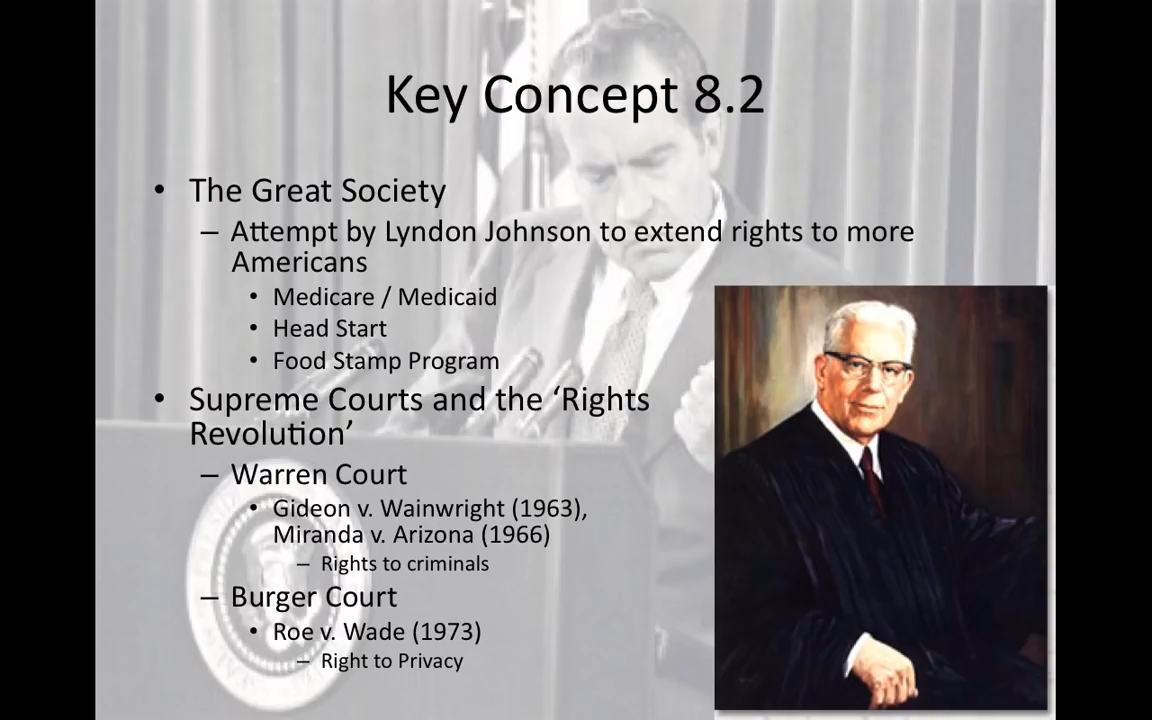 Key Concept 8.2
• The Great Society
– Attempt by Lyndon Johnson to extend rights to more
Americans
• Medicare / Medicaid
• Head Start
• Food Stamp Program
• Supreme Courts and the ‘Rights
Revolution’
– Warren Court
• Gideon v. Wainwright (1963),
Miranda v. Arizona (1966)
– Rights to criminals
– Burger Court
• Roe v. Wade (1973)
– Right to Privacy